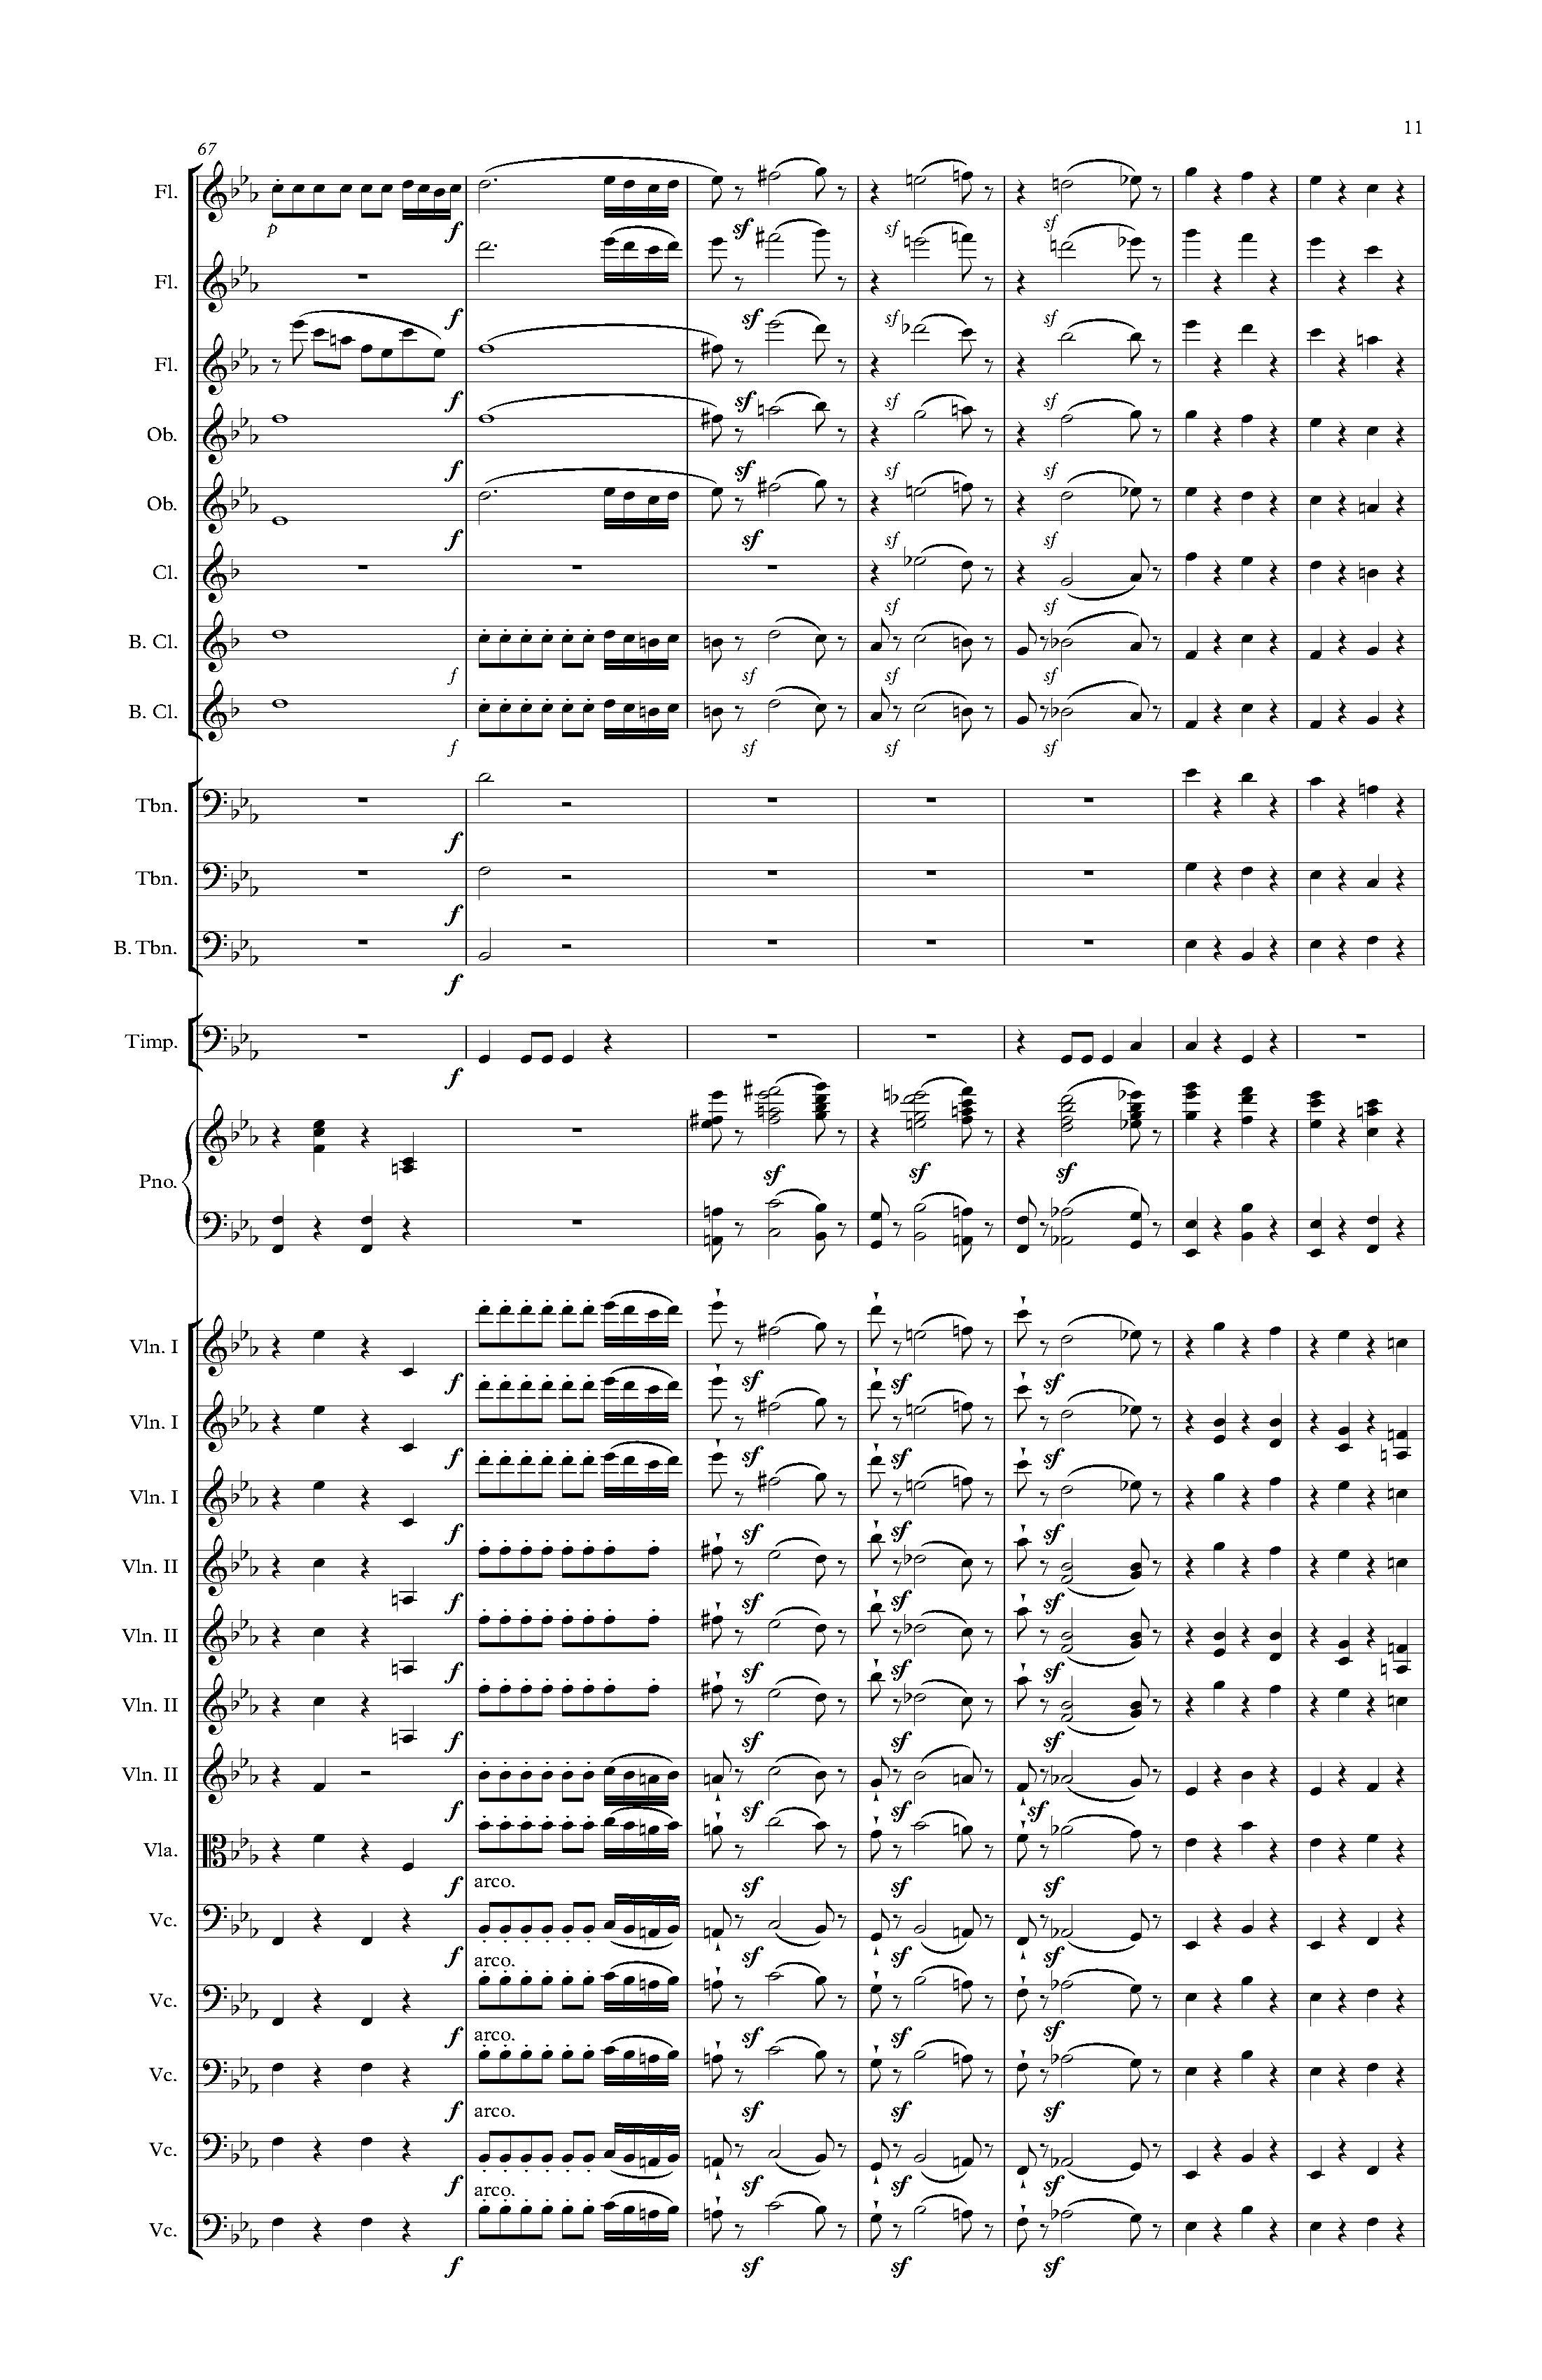 11
67
Fl.
p f sf sf sf
Fl.
f sf sf sf
Fl.
f sf sf sf
Ob.
f sf sf sf
Ob.
f sf sf sf
Cl.
sf sf
B. Cl.
f sf sf sf
B. Cl.
f sf sf sf
Tbn.
f
Tbn.
f
B. Tbn.
f
Timp.
f
Pno.
sf sf sf
Vln. I
f sf sf sf
Vln. I
f sf sf sf
Vln. I
f sf sf sf
Vln. II
f sf sf sf
Vln. II
f sf sf sf
Vln. II
f sf sf sf
Vln. II
f sf sf sf
Vla.
f arco. sf sf sf
Vc.
f arco. sf sf sf
Vc.
f arco. sf sf sf
Vc.
f arco. sf sf sf
Vc.
f arco. sf sf sf
Vc.
f sf sf sf